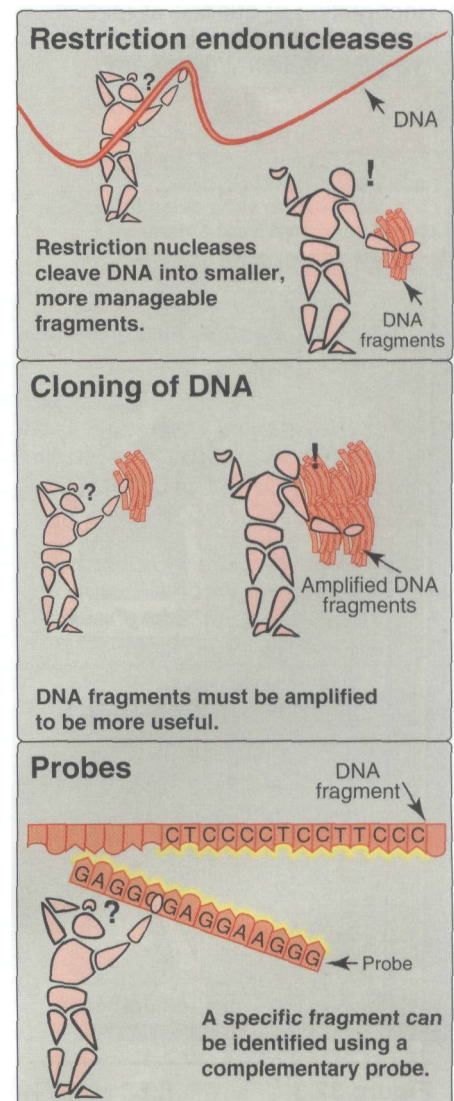 Restriction endonucleases
?
DNA
!
Restriction nucleases
cleave DNA into smaller,
more manageable
fragments.
DNA
fragments
Cloning of DNA
?
!
Amplified DNA
fragments
DNA fragments must be amplified
to be more useful.
Probes
DNA
fragment
CTCCCCTCCTTCCC
GAGG GAGGAAGGG
?
Probe
A specific fragment can
be identified using a
complementary probe.